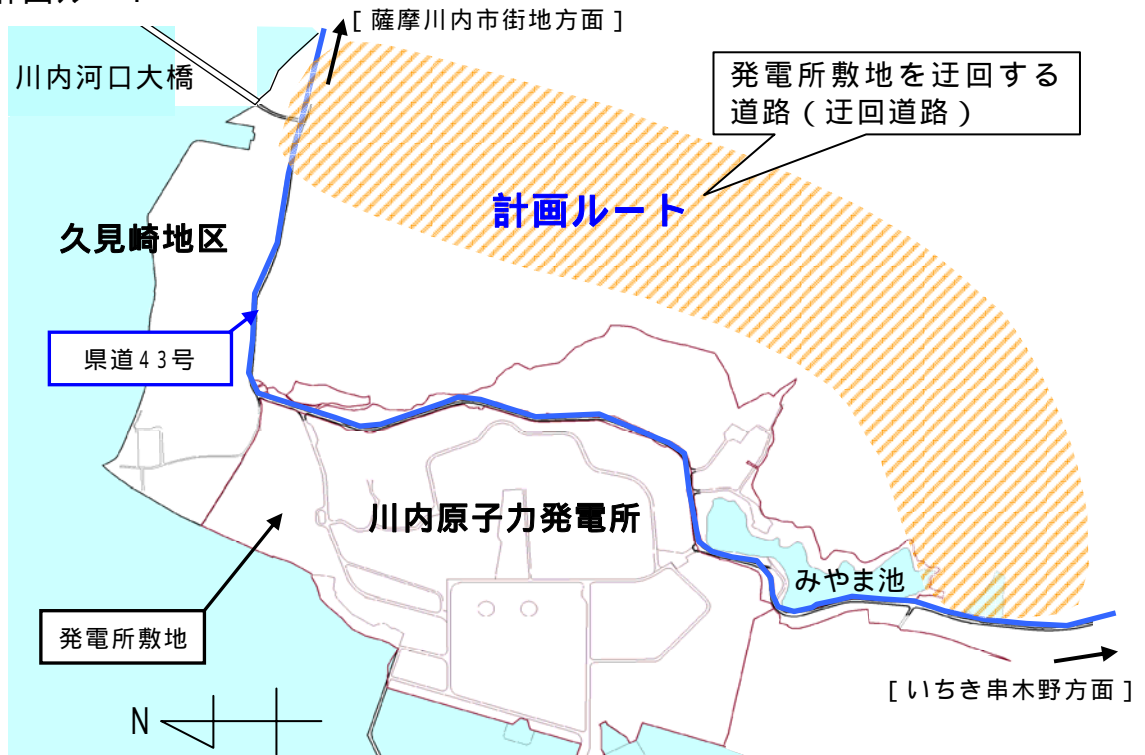 [ 薩摩川内市街地方面 ]
川内河口大橋
発電所敷地を迂回する
道路(迂回道路)
計画ルート
久見崎地区
県道43号
川内原子力発電所
みやま池
発電所敷地
[ いちき串木野方面 ]
N